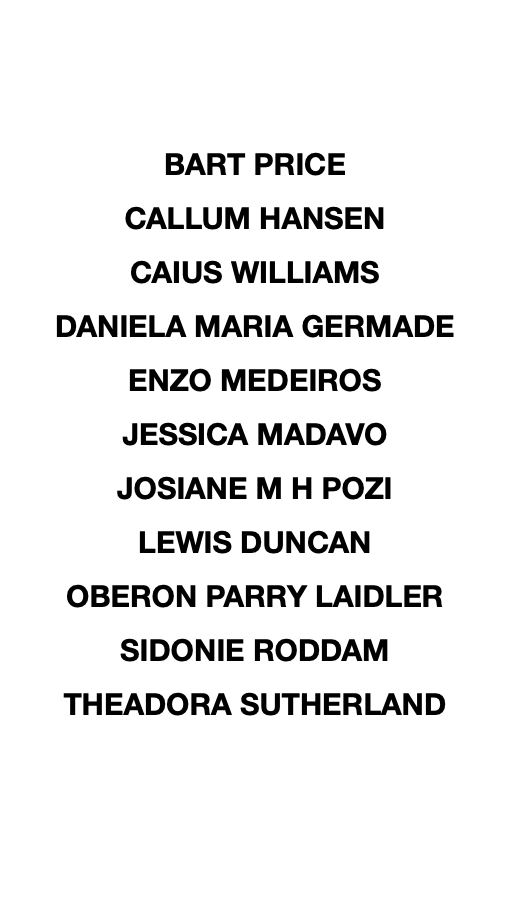 BART PRICE
CALLUM HANSEN
CAIUS WILLIAMS
DANIELA MARIA GERMADE
ENZO MEDEIROS
JESSICA MADAVO
JOSIANE M H POZI
LEWIS DUNCAN
OBERON PARRY LAIDLER
SIDONIE RODDAM
THEADORA SUTHERLAND